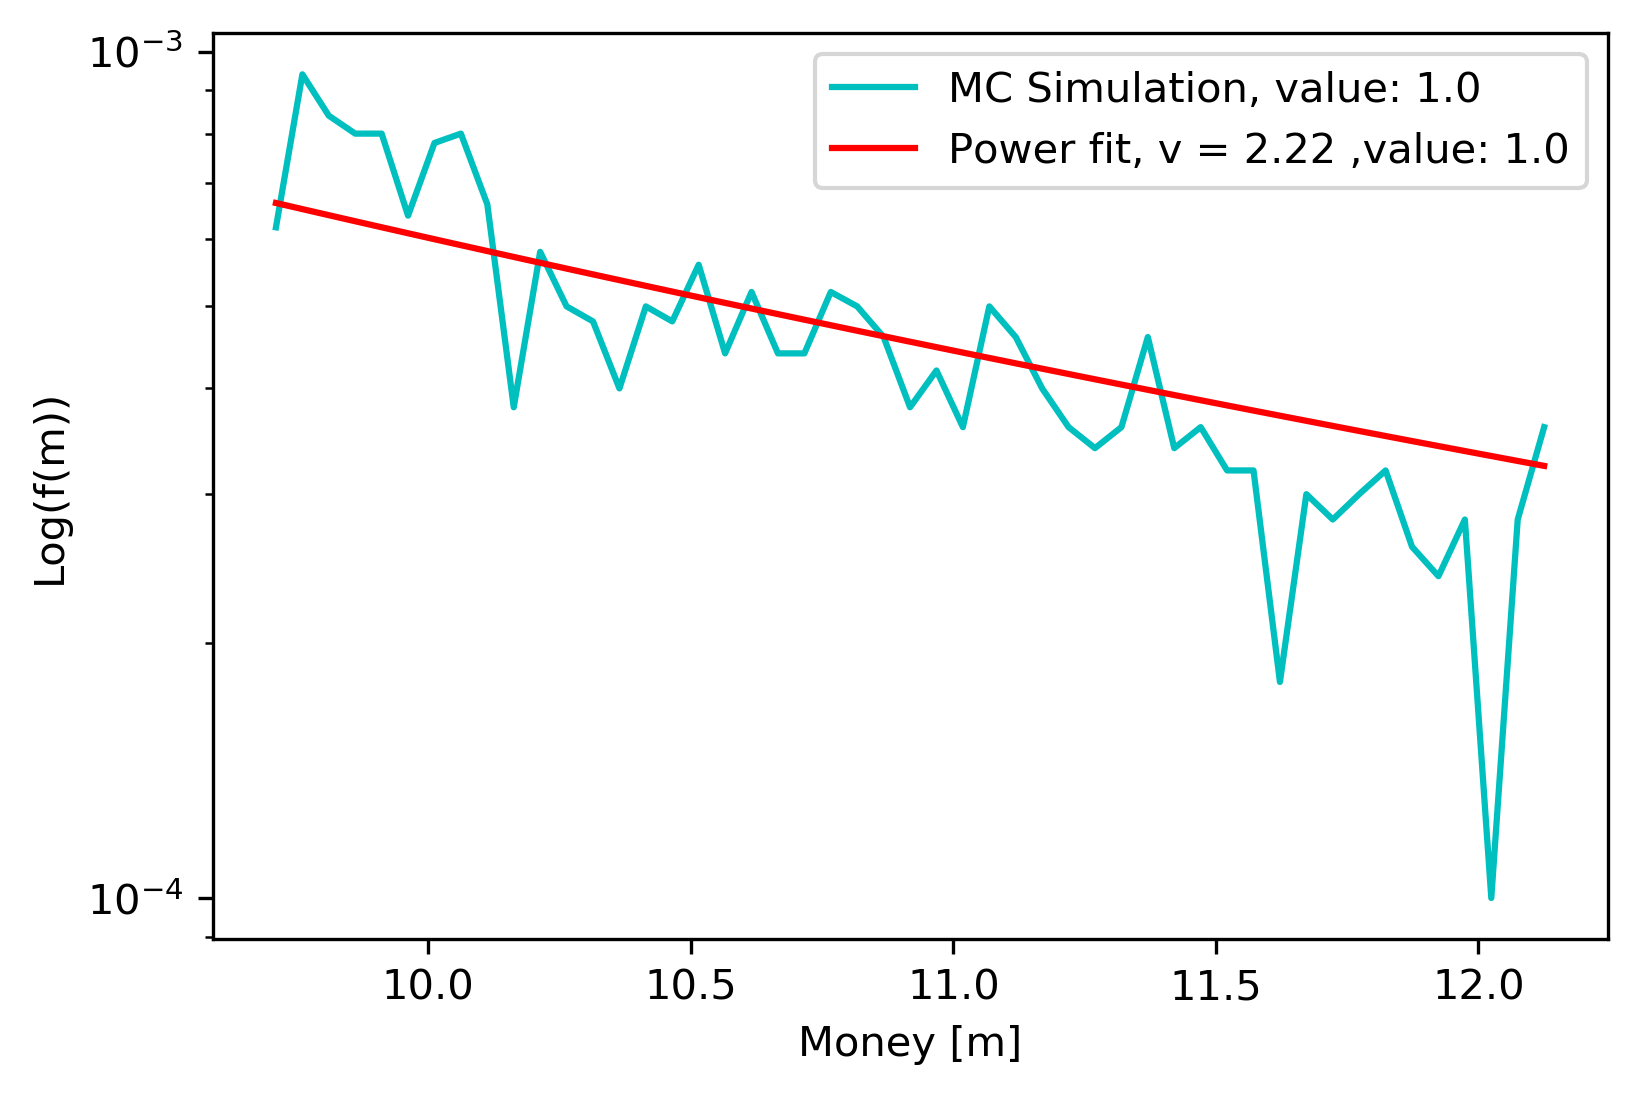 MC Simulation, value: 1.0
Power fit, v = 2.22 ,value: 1.0
10⁻³
10⁻⁴
Log(f(m))
10.0 10.5 11.0 11.5 12.0
Money [m]